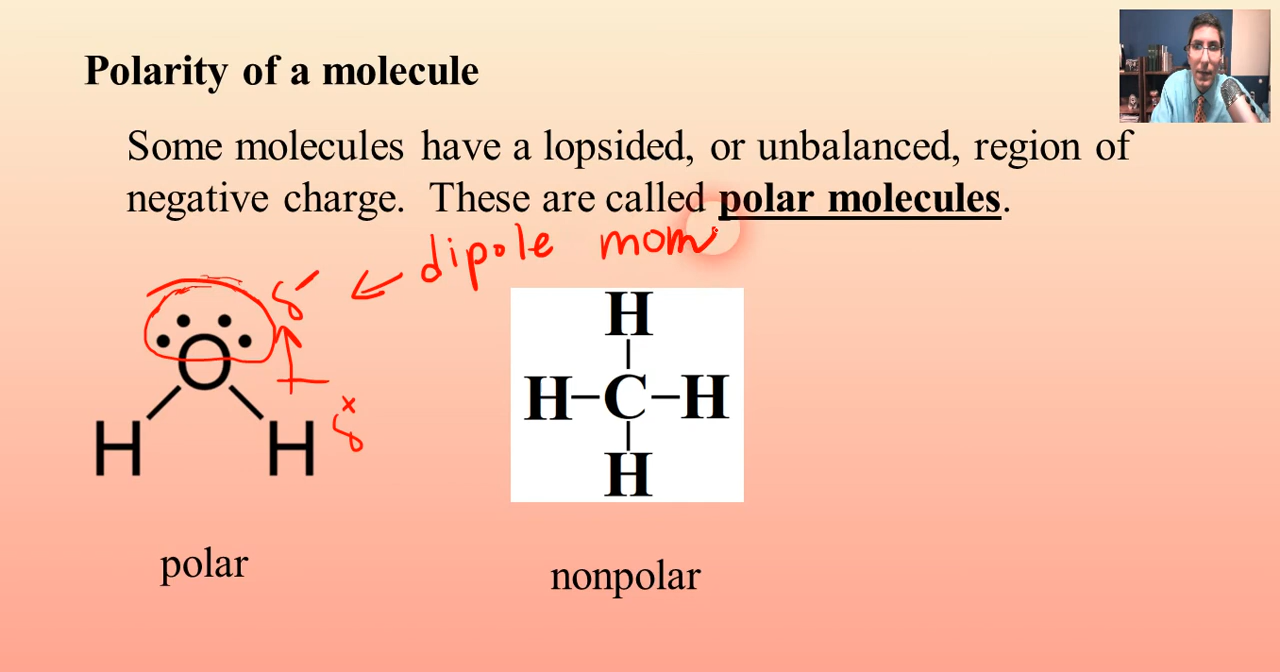 Polarity of a molecule
Some molecules have a lopsided, or unbalanced, region of
negative charge. These are called polar molecules.
dipole mom
δ-
O
δ+
H H
H
H-C-H
H
polar
nonpolar